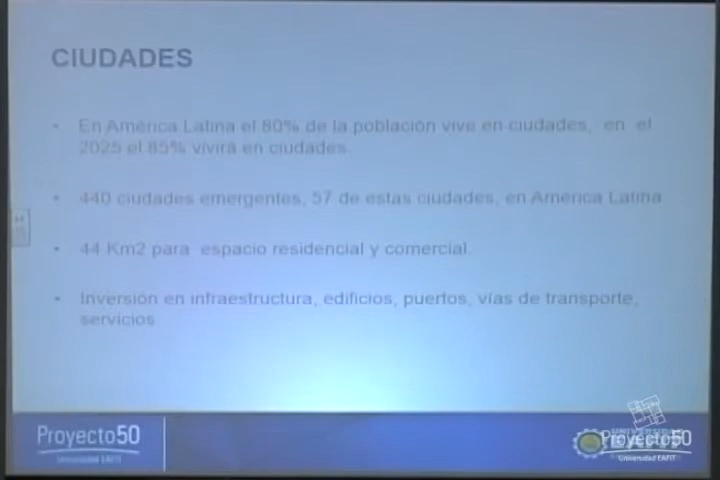 CIUDADES
• En América Latina el 80% de la población vive en ciudades, en el
2025 el 85% vivirá en ciudades.
• 440 ciudades emergentes, 57 de estas ciudades, en América Latina
• 44 Km2 para espacio residencial y comercial.
• Inversión en infraestructura, edificios, puertos, vías de transporte,
servicios
Proyecto50
Universidad EAFIT
UNIVERSIDAD
Proyecto50
Universidad EAFIT